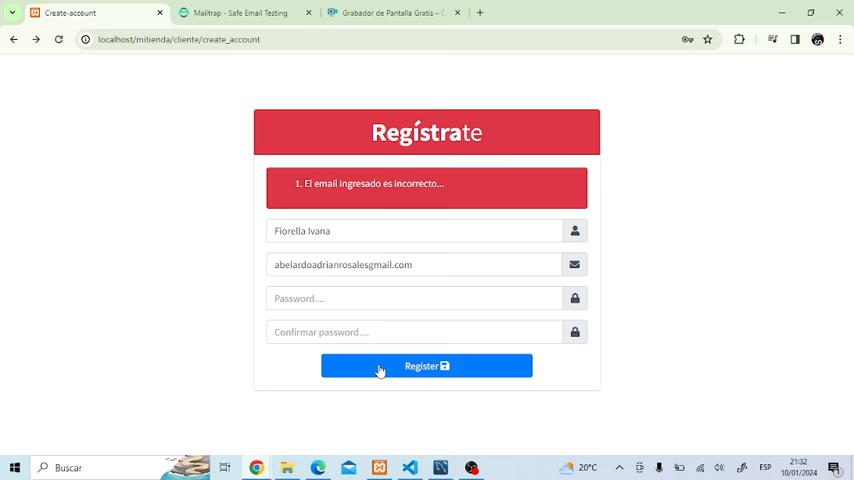 Create-account
Mailtrap - Safe Email Testing
Grabador de Pantalla Gratis – C
localhost/mitienda/cliente/create_account
Regístrate
1. El email ingresado es incorrecto...
Fiorella Ivana
abelardoadrianrosalesgmail.com
Password....
Confirmar password....
Register
Buscar
20°C
ESP
21:32
10/01/2024